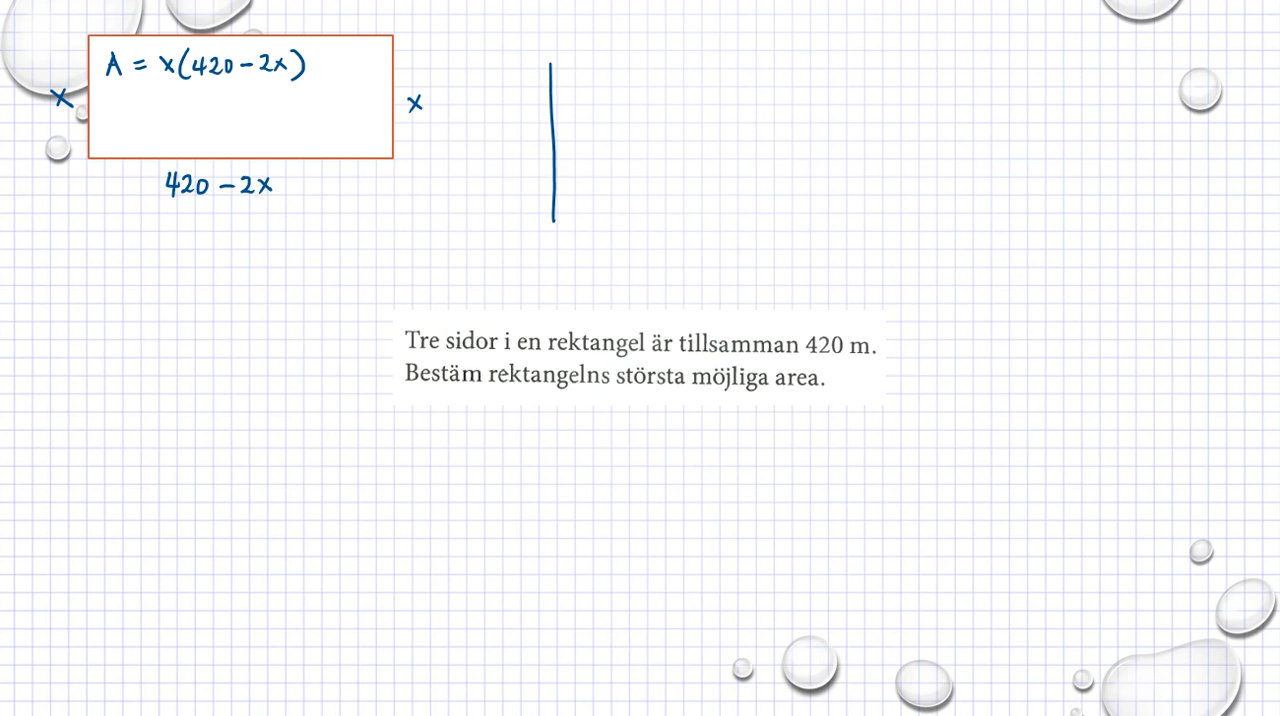 A = x(420 - 2x)
x
x
420 - 2x
Tre sidor i en rektangel är tillsamman 420 m.
Bestäm rektangelns största möjliga area.